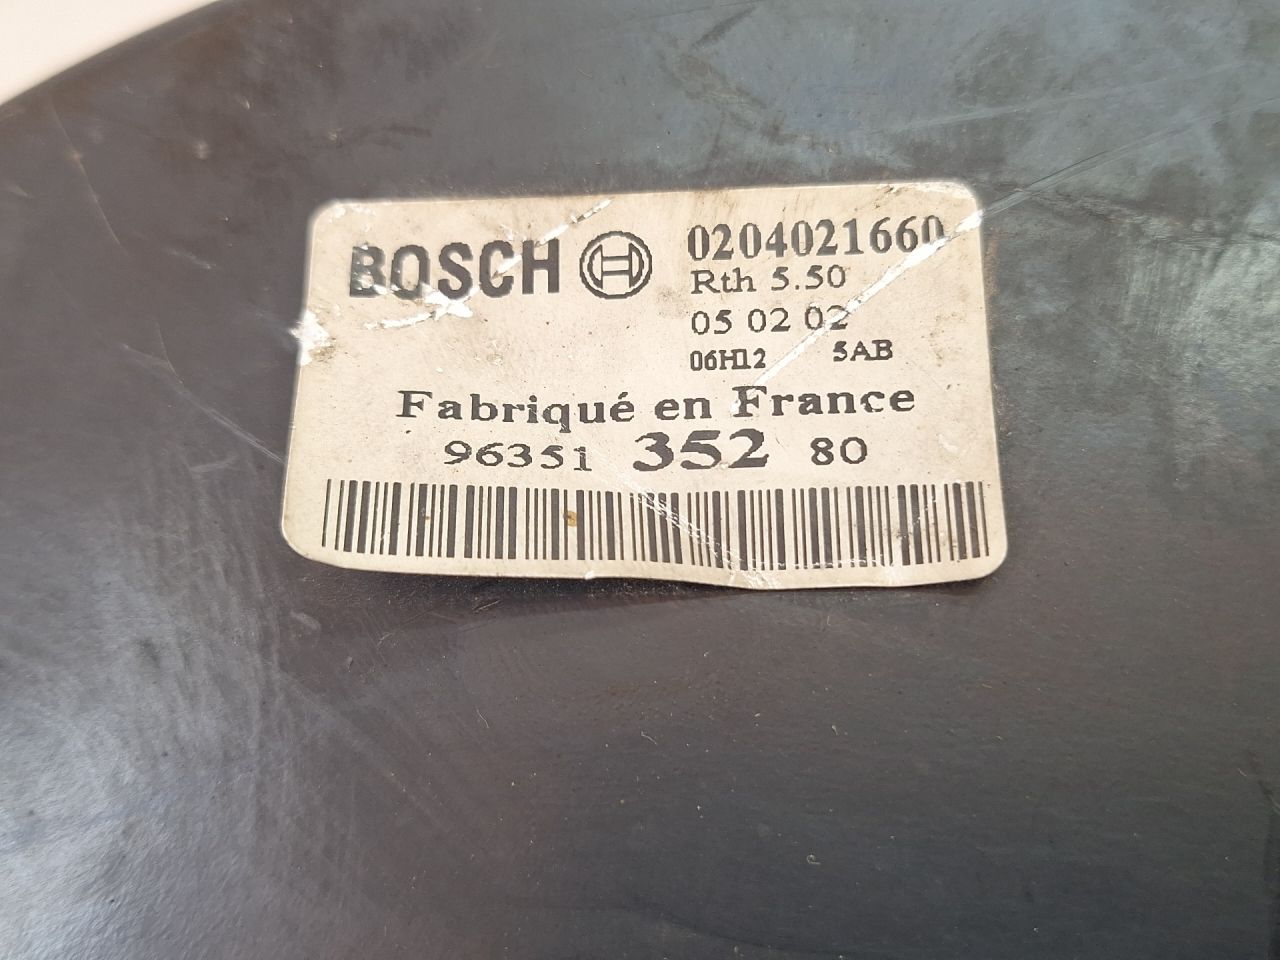 BOSCH 0204021660
Rth 5.50
05 02 02
06H12 5AB
Fabriqué en France
96351 352 80